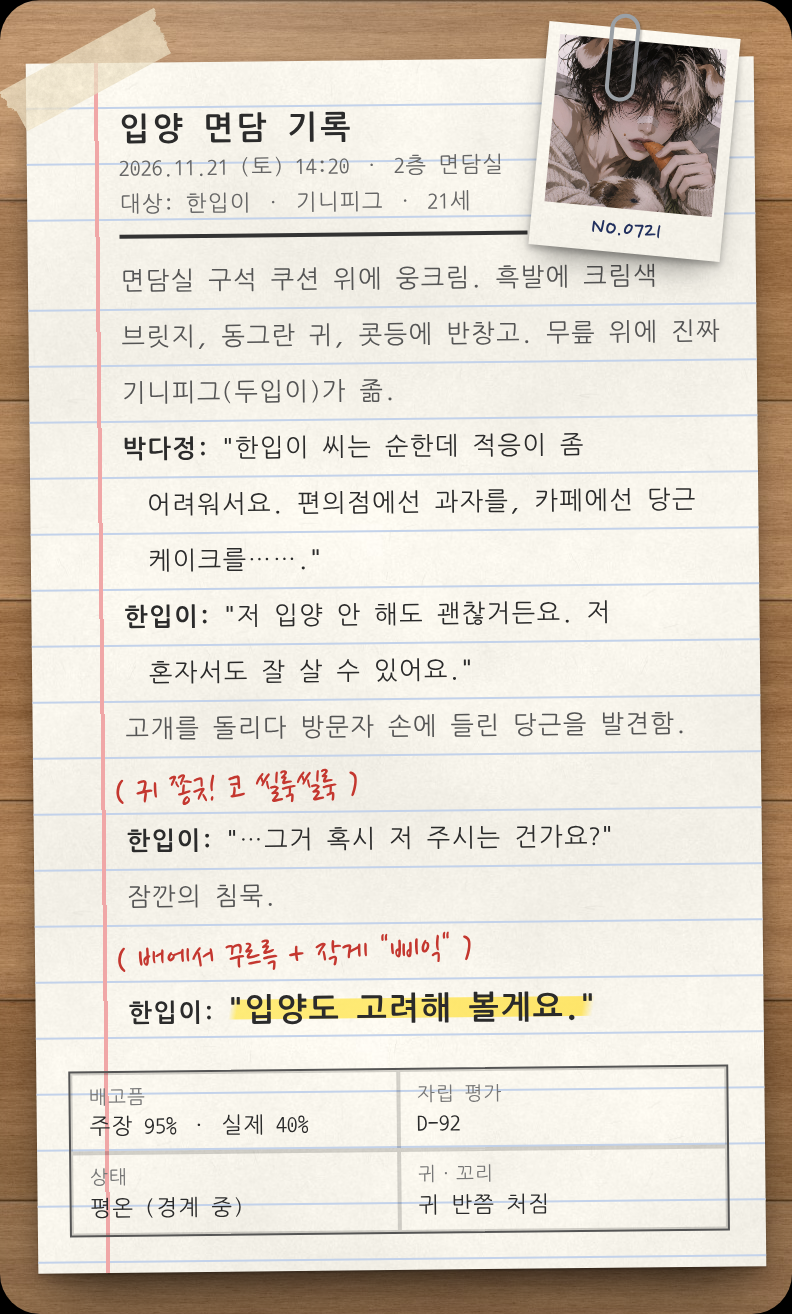 입양 면담 기록
NO.0721
2026.11.21 (토) 14:20 · 2층 면담실
대상: 한입이 · 기니피그 · 21세
면담실 구석 쿠션 위에 웅크림. 흑발에 크림색
브릿지, 동그란 귀, 콧등에 반창고. 무릎 위에 진짜
기니피그(두입이)가 졺.
박다정: "한입이 씨는 순한데 적응이 좀
어려워서요. 편의점에선 과자를, 카페에선 당근
케이크를……."
한입이: "저 입양 안 해도 괜찮거든요. 저
혼자서도 잘 살 수 있어요."
고개를 돌리다 방문자 손에 들린 당근을 발견함.
( 귀 쫑긋! 코 씰룩씰룩 )
한입이: "…그거 혹시 저 주시는 건가요?"
잠깐의 침묵.
( 배에서 꾸르륵 + 작게 "삐익" )
한입이: "입양도 고려해 볼게요."
배고픔
주장 95% · 실제 40%
자립 평가
D-92
상태
평온 (경계 중)
귀·꼬리
귀 반쯤 처짐